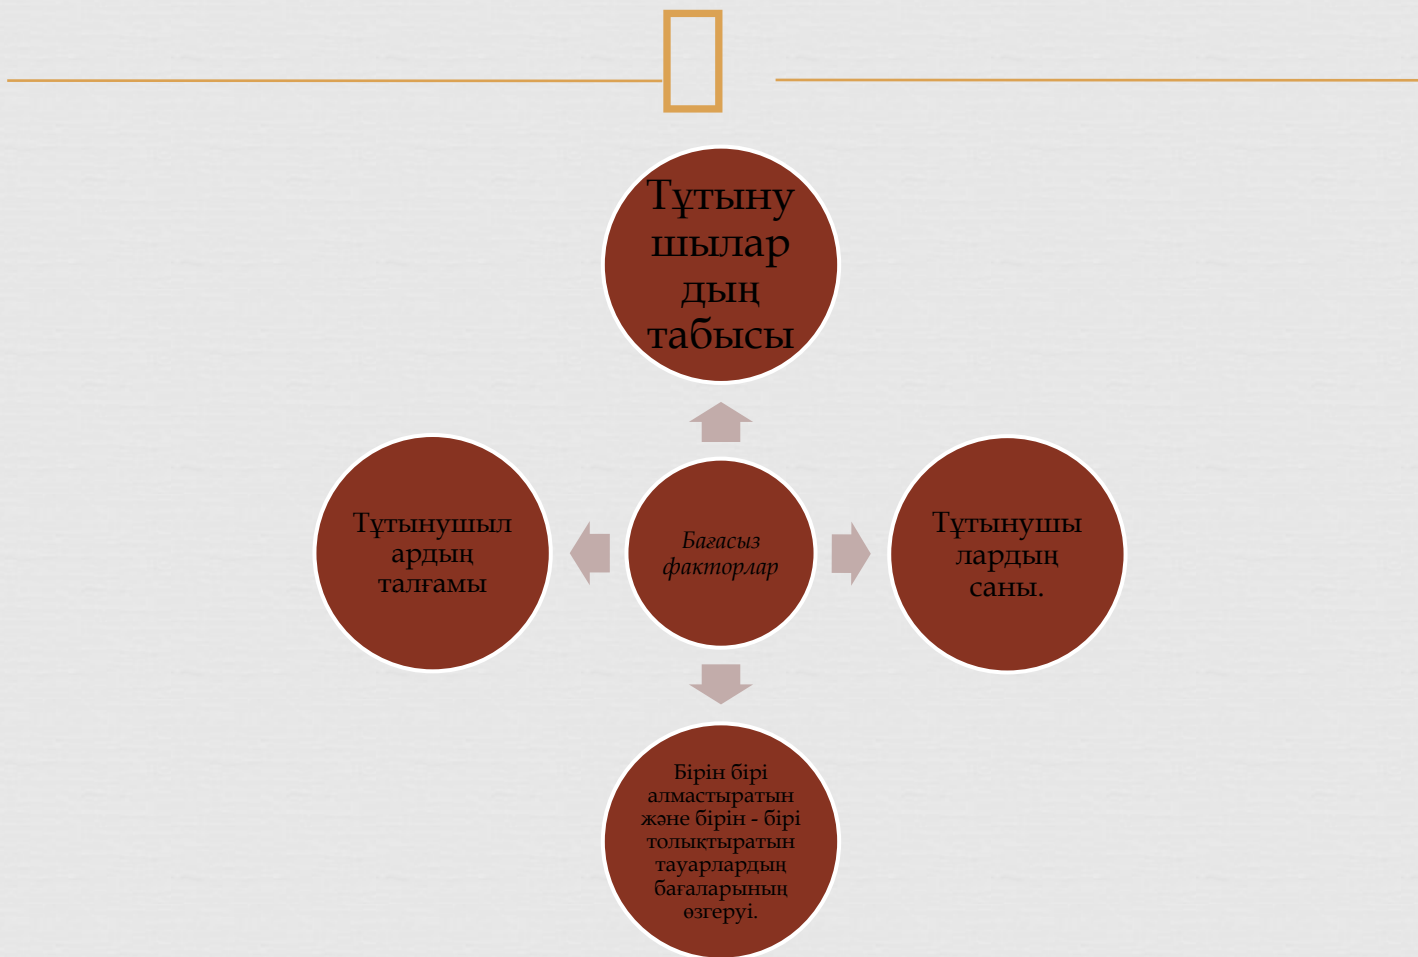 Тұтыну
шылар
дың
табысы
Тұтынушыл
ардың
талғамы
Бағасыз
факторлар
Тұтынушы
лардың
саны.
Бірін бірі
алмастыратын
және бірін - бірі
толықтыратын
тауарлардың
бағаларының
өзгеруі.